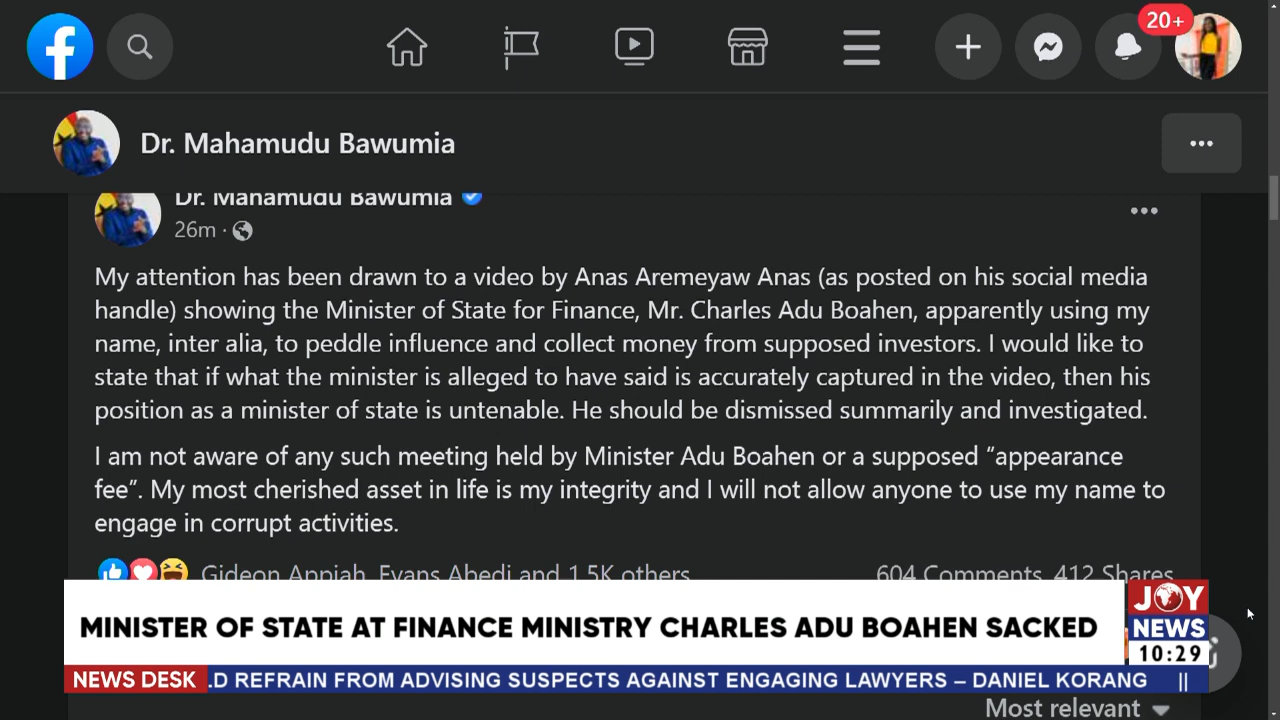 20+
Dr. Mahamudu Bawumia
Dr. Mahamudu Bawumia
26m ·
My attention has been drawn to a video by Anas Aremeyaw Anas (as posted on his social media
handle) showing the Minister of State for Finance, Mr. Charles Adu Boahen, apparently using my
name, inter alia, to peddle influence and collect money from supposed investors. I would like to
state that if what the minister is alleged to have said is accurately captured in the video, then his
position as a minister of state is untenable. He should be dismissed summarily and investigated.
I am not aware of any such meeting held by Minister Adu Boahen or a supposed “appearance
fee”. My most cherished asset in life is my integrity and I will not allow anyone to use my name to
engage in corrupt activities.
Gideon Appiah, Evans Abedi and 1.5K others 604 Comments 412 Shares
MINISTER OF STATE AT FINANCE MINISTRY CHARLES ADU BOAHEN SACKED
JOY
NEWS
10:29
NEWS DESK .D REFRAIN FROM ADVISING SUSPECTS AGAINST ENGAGING LAWYERS – DANIEL KORANG ||
Most relevant